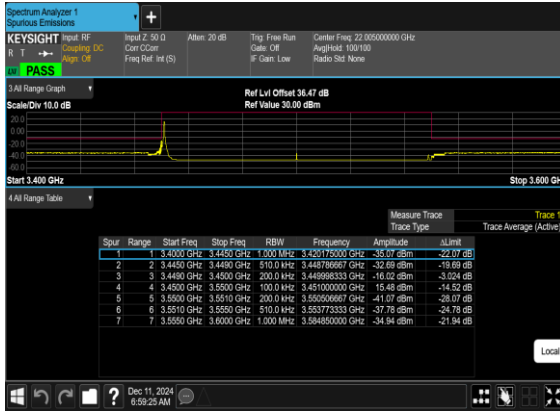 Spectrum Analyzer 1
Spurious Emissions
KEYSIGHT Input: RF Input Z: 50 Ω Atten: 20 dB Trig: Free Run Center Freq: 22.005000000 GHz
R T Coupling: DC Corr CCorr Gate: Off Avg|Hold: 100/100
Align: Off Freq Ref: Int (S) IF Gain: Low Radio Std: None
PASS
3 All Range Graph
Ref Lvl Offset 36.47 dB
Scale/Div 10.0 dB Ref Value 30.00 dBm
20.0
0.00
-20.0
-40.0
-60.0
Start 3.400 GHz Stop 3.600 GH
4 All Range Table
Measure Trace Trace 1
Trace Type Trace Average (Active)
Spur Range Start Freq Stop Freq RBW Frequency Amplitude ΔLimit
1 1 3.4000 GHz 3.4450 GHz 1.000 MHz 3.420175000 GHz -35.07 dBm -22.07 dB
2 2 3.4450 GHz 3.4490 GHz 510.0 kHz 3.448786667 GHz -32.69 dBm -19.69 dB
3 3 3.4490 GHz 3.4500 GHz 200.0 kHz 3.449998333 GHz -16.02 dBm -3.024 dB
4 4 3.4500 GHz 3.5500 GHz 100.0 kHz 3.451000000 GHz 15.48 dBm -14.52 dB
5 5 3.5500 GHz 3.5510 GHz 200.0 kHz 3.550506667 GHz -41.07 dBm -28.07 dB
6 6 3.5510 GHz 3.5550 GHz 510.0 kHz 3.553773333 GHz -37.78 dBm -24.78 dB
7 7 3.5550 GHz 3.6000 GHz 1.000 MHz 3.584850000 GHz -34.94 dBm -21.94 dB
Local
Dec 11, 2024
6:59:25 AM